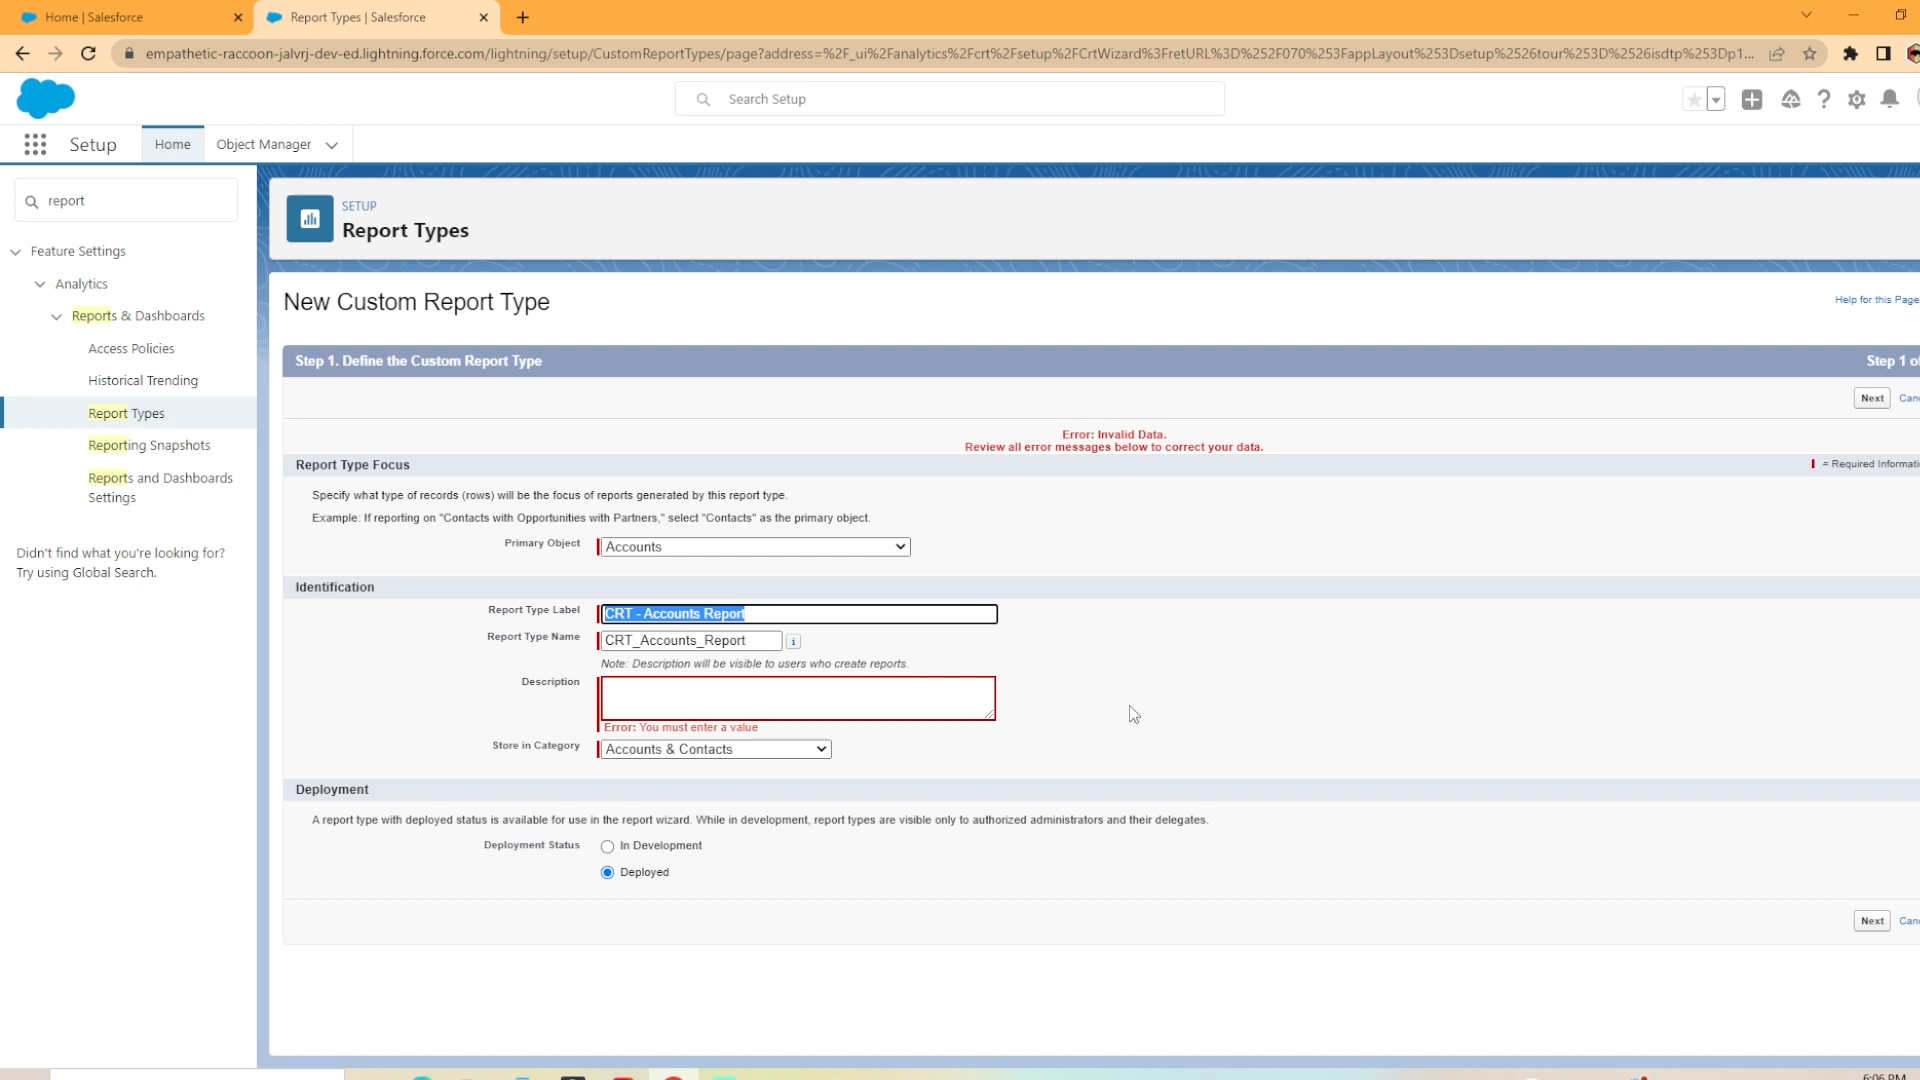 Home | Salesforce
Report Types | Salesforce
empathetic-raccoon-jalvrj-dev-ed.lightning.force.com/lightning/setup/CustomReportTypes/page?address=%2F_ui%2Fanalytics%2Fcrt%2Fsetup%2FCrtWizard%3FretURL%3D%252F070%253FappLayout%253Dsetup%2526tour%253D%2526isdtp%253Dp1...
Search Setup
Setup
Home
Object Manager
report
Feature Settings
Analytics
Reports & Dashboards
Access Policies
Historical Trending
Report Types
Reporting Snapshots
Reports and Dashboards
Settings
Didn't find what you're looking for?
Try using Global Search.
SETUP
Report Types
New Custom Report Type
Help for this Page
Step 1. Define the Custom Report Type
Step 1 of
Next
Canc
Error: Invalid Data.
Review all error messages below to correct your data.
Report Type Focus
= Required Informati
Specify what type of records (rows) will be the focus of reports generated by this report type.
Example: If reporting on "Contacts with Opportunities with Partners," select "Contacts" as the primary object.
Primary Object
Accounts
Identification
Report Type Label
CRT - Accounts Report
Report Type Name
CRT_Accounts_Report
i
Note: Description will be visible to users who create reports.
Description
Error: You must enter a value
Store in Category
Accounts & Contacts
Deployment
A report type with deployed status is available for use in the report wizard. While in development, report types are visible only to authorized administrators and their delegates.
Deployment Status
In Development
Deployed
Next
Canc
6:06 PM